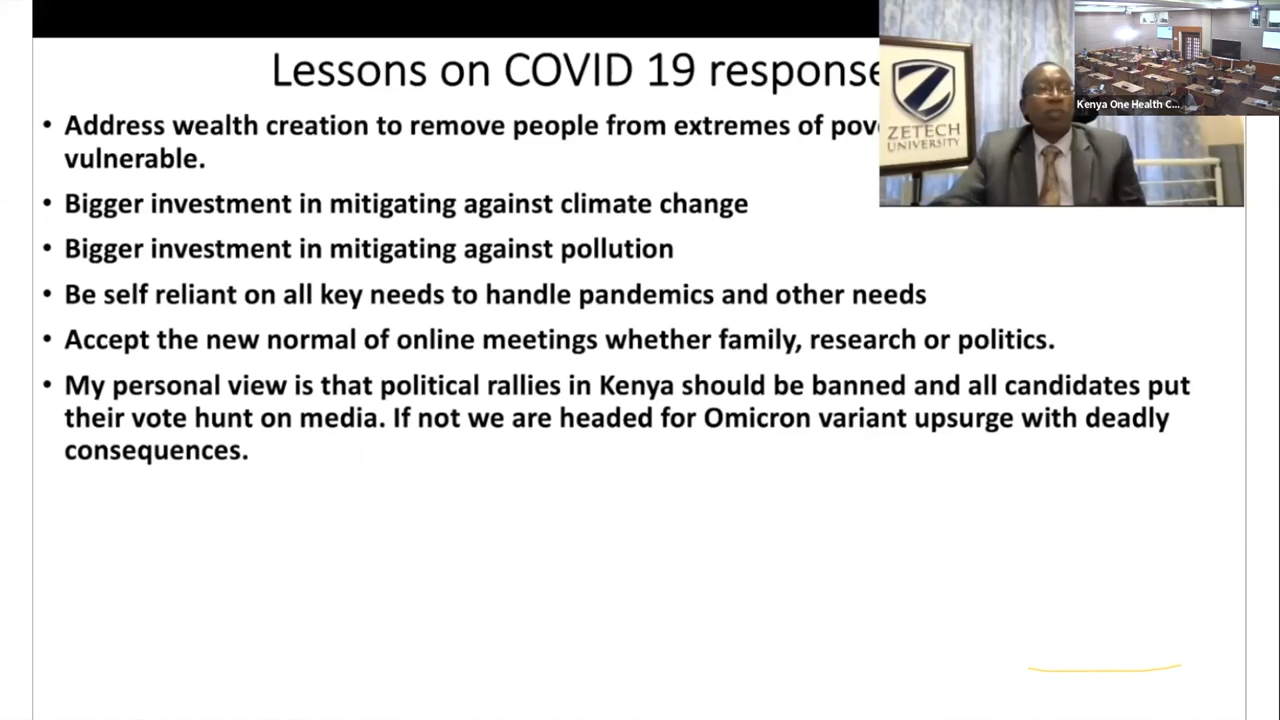 Lessons on COVID 19 response
• Address wealth creation to remove people from extremes of
vulnerable.
• Bigger investment in mitigating against climate change
• Bigger investment in mitigating against pollution
• Be self reliant on all key needs to handle pandemics and other needs
• Accept the new normal of online meetings whether family, research or politics.
• My personal view is that political rallies in Kenya should be banned and all candidates put
their vote hunt on media. If not we are headed for Omicron variant upsurge with deadly
consequences.
Z
ZETECH
UNIVERSITY
Kenya One Health C...